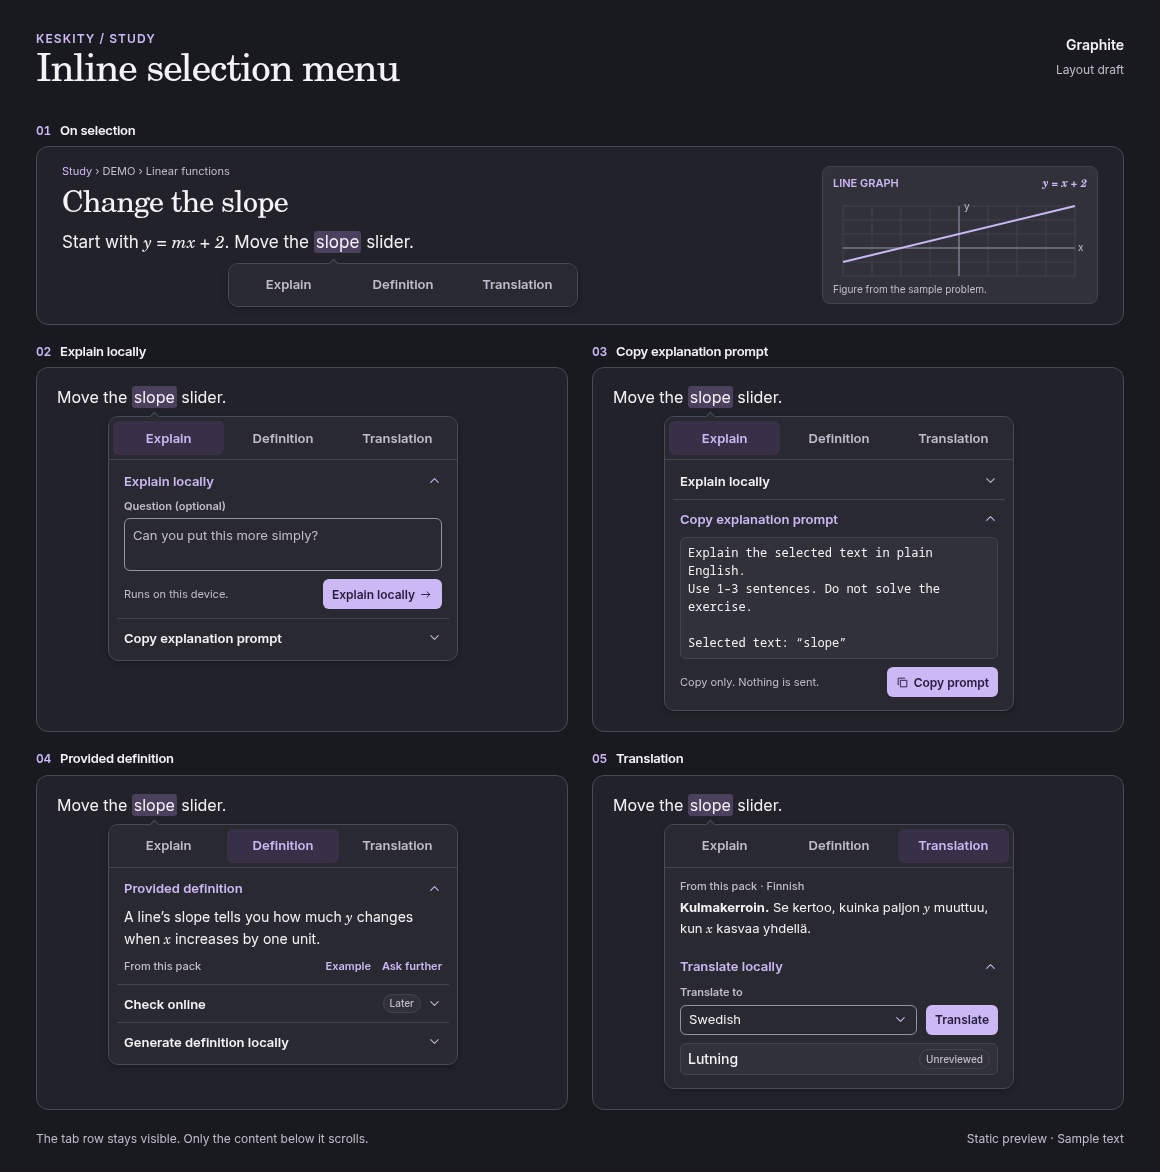 KESKITY / STUDY
Inline selection menu
Graphite
Layout draft
01 On selection
Study › DEMO › Linear functions
Change the slope
Start with y = mx + 2. Move the slope slider.
Explain Definition Translation
LINE GRAPH y = x + 2
y
x
Figure from the sample problem.
02 Explain locally
Move the slope slider.
Explain Definition Translation
Explain locally
Question (optional)
Can you put this more simply?
Runs on this device. Explain locally →
Copy explanation prompt
03 Copy explanation prompt
Move the slope slider.
Explain Definition Translation
Explain locally
Copy explanation prompt
Explain the selected text in plain
English.
Use 1–3 sentences. Do not solve the
exercise.
Selected text: “slope”
Copy only. Nothing is sent. Copy prompt
04 Provided definition
Move the slope slider.
Explain Definition Translation
Provided definition
A line’s slope tells you how much y changes
when x increases by one unit.
From this pack Example Ask further
Check online Later
Generate definition locally
05 Translation
Move the slope slider.
Explain Definition Translation
From this pack · Finnish
Kulmakerroin. Se kertoo, kuinka paljon y muuttuu,
kun x kasvaa yhdellä.
Translate locally
Translate to
Swedish Translate
Lutning Unreviewed
The tab row stays visible. Only the content below it scrolls.
Static preview · Sample text